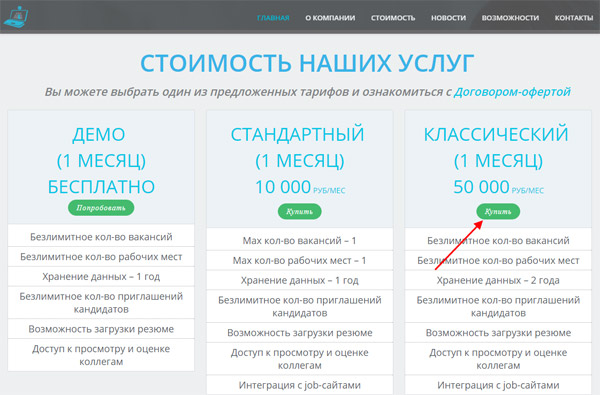 ГЛАВНАЯ О КОМПАНИИ СТОИМОСТЬ НОВОСТИ ВОЗМОЖНОСТИ КОНТАКТЫ
СТОИМОСТЬ НАШИХ УСЛУГ
Вы можете выбрать один из предложенных тарифов и ознакомиться с Договором-офертой
ДЕМО
(1 МЕСЯЦ)
БЕСПЛАТНО
Попробовать
Безлимитное кол-во вакансий
Безлимитное кол-во рабочих мест
Хранение данных – 1 год
Безлимитное кол-во приглашений
кандидатов
Возможность загрузки резюме
Доступ к просмотру и оценке
коллегам
СТАНДАРТНЫЙ
(1 МЕСЯЦ)
10 000 РУБ/МЕС
Купить
Мах кол-во вакансий – 1
Мах кол-во рабочих мест – 1
Хранение данных – 1 год
Безлимитное кол-во приглашений
кандидатов
Возможность загрузки резюме
Доступ к просмотру и оценке
коллегам
Интеграция с job-сайтами
КЛАССИЧЕСКИЙ
(1 МЕСЯЦ)
50 000 РУБ/МЕС
Купить
Безлимитное кол-во вакансий
Безлимитное кол-во рабочих мест
Хранение данных – 2 года
Безлимитное кол-во приглашений
кандидатов
Возможность загрузки резюме
Доступ к просмотру и оценке
коллегам
Интеграция с job-сайтами